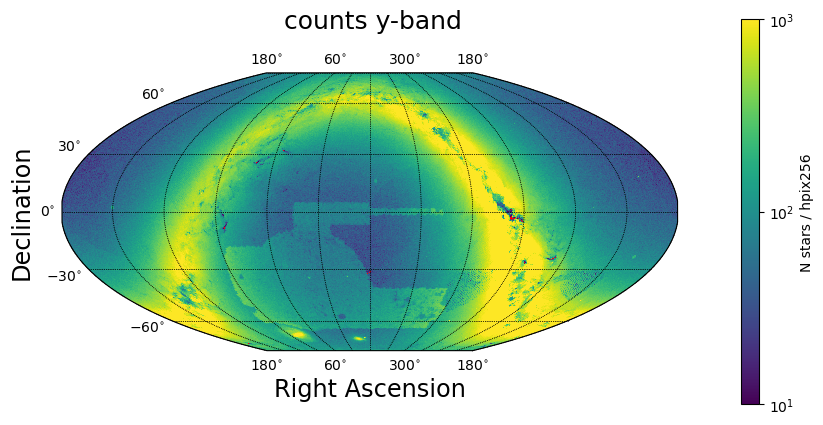 counts y-band
180° 60° 300° 180°
60°
30°
0°
−30°
−60°
Declination
180° 60° 300° 180°
Right Ascension
10³
10²
10¹
N stars / hpix256